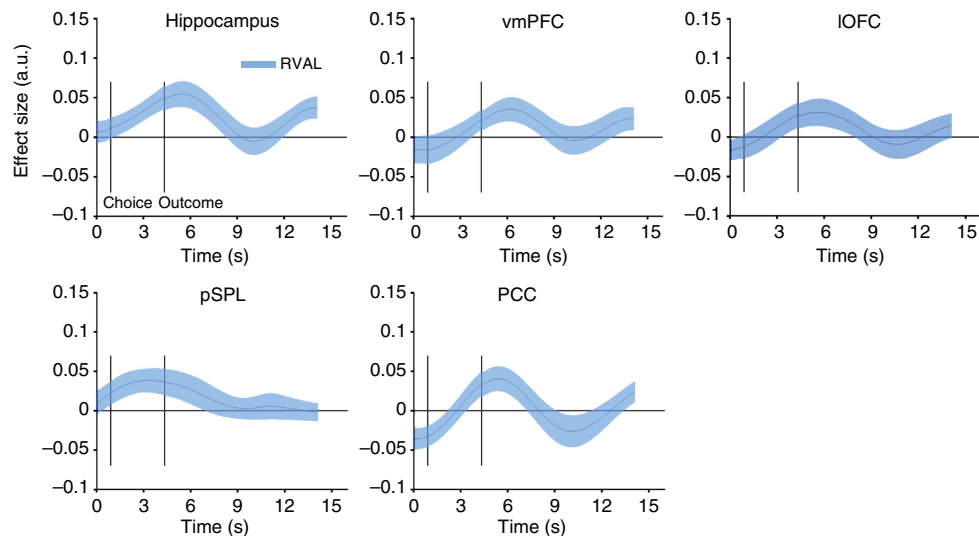 Hippocampus
vmPFC
lOFC
Effect size (a.u.)
0.15
0.1
0.05
0
–0.05
–0.1
RVAL
Choice Outcome
0 3 6 9 12 15
Time (s)
0.15
0.1
0.05
0
–0.05
–0.1
0 3 6 9 12 15
Time (s)
0.15
0.1
0.05
0
–0.05
–0.1
0 3 6 9 12 15
Time (s)
pSPL
PCC
0.15
0.1
0.05
0
–0.05
–0.1
0 3 6 9 12 15
Time (s)
0.15
0.1
0.05
0
–0.05
–0.1
0 3 6 9 12 15
Time (s)